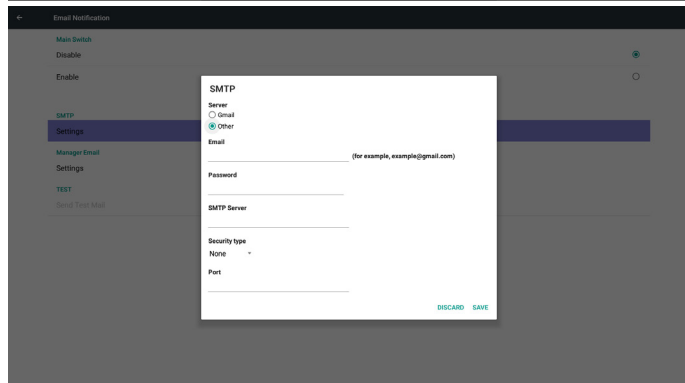 Email Notification
Main Switch
Disable
Enable
SMTP
Settings
Manager Email
Settings
TEST
Send Test Mail
SMTP
Server
Gmail
Other
Email
(for example, example@gmail.com)
Password
SMTP Server
Security type
None
Port
DISCARD SAVE